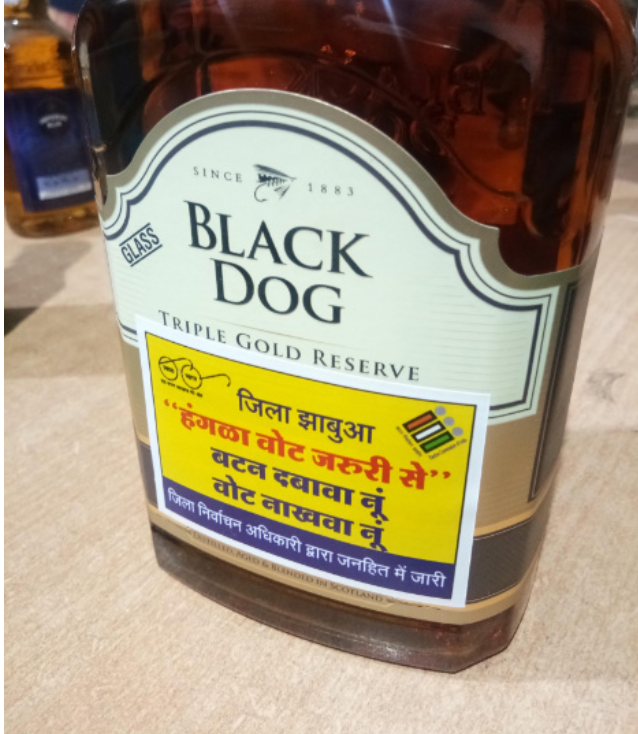 SINCE 1883
GLASS
BLACK
DOG
TRIPLE GOLD RESERVE
जिला झाबुआ
“हंगळा वोट जरुरी से”
बटन दबावा नूं
वोट नाखवा नूं
जिला निर्वाचन अधिकारी द्वारा जनहित में जारी
DISTILLED, AGED & BLENDED IN SCOTLAND